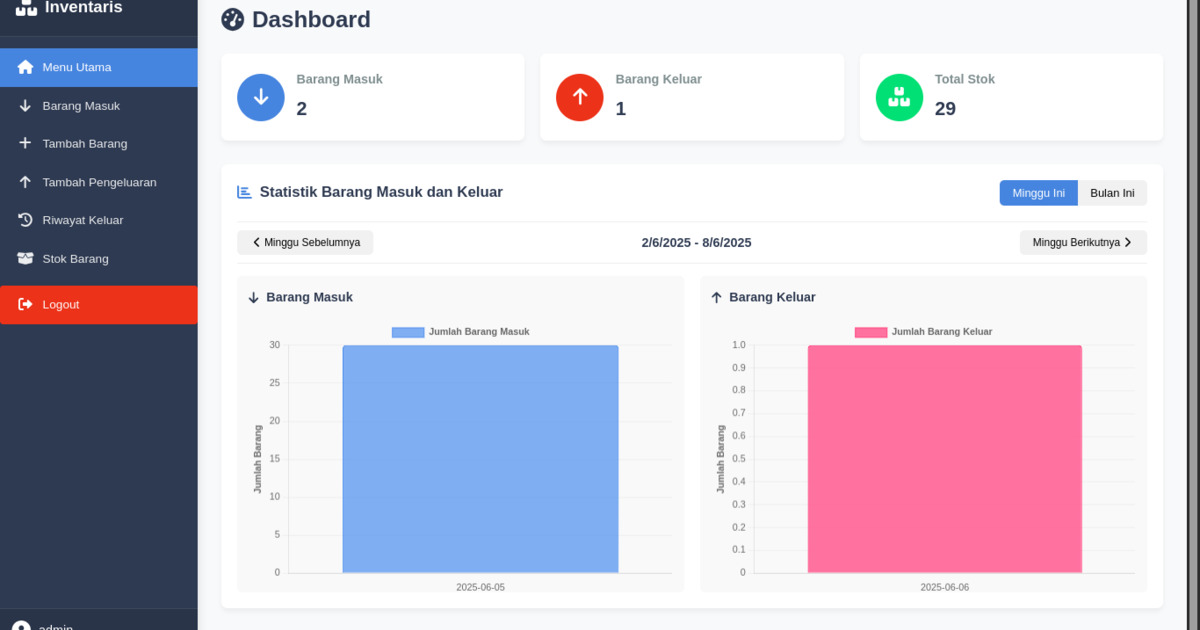 Inventaris
Menu Utama
Barang Masuk
Tambah Barang
Tambah Pengeluaran
Riwayat Keluar
Stok Barang
Logout
admin
Dashboard
Barang Masuk
2
Barang Keluar
1
Total Stok
29
Statistik Barang Masuk dan Keluar
Minggu Ini
Bulan Ini
Minggu Sebelumnya
2/6/2025 - 8/6/2025
Minggu Berikutnya
Barang Masuk
Jumlah Barang Masuk
Jumlah Barang
30
25
20
15
10
5
0
2025-06-05
Barang Keluar
Jumlah Barang Keluar
Jumlah Barang
1.0
0.9
0.8
0.7
0.6
0.5
0.4
0.3
0.2
0.1
0
2025-06-06